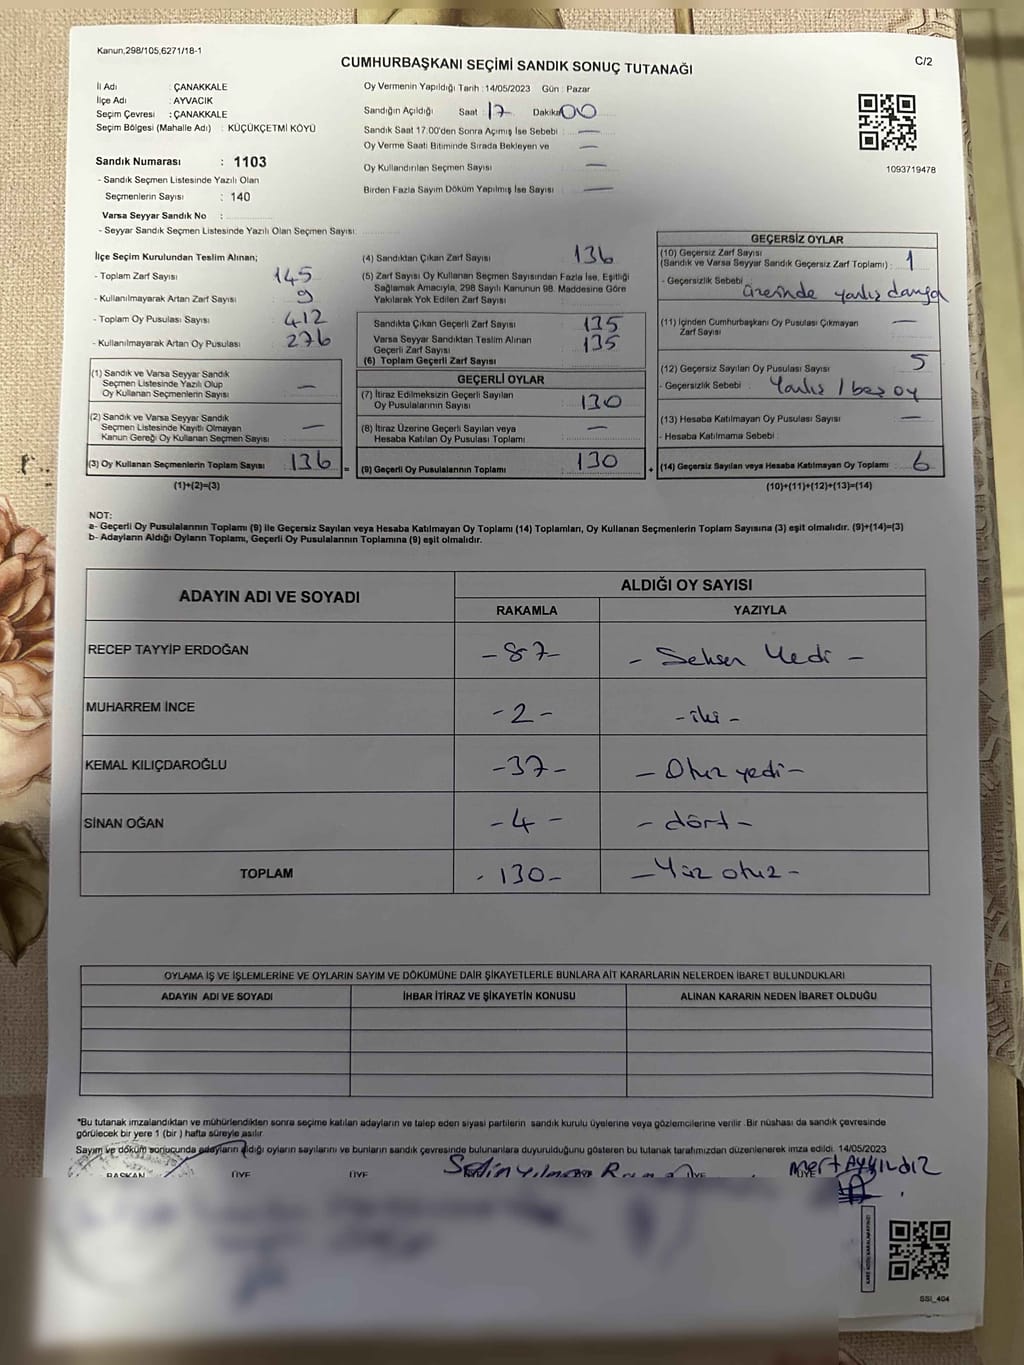 Kanun,298/105,6271/18-1
CUMHURBAŞKANI SEÇİMİ SANDIK SONUÇ TUTANAĞI
C/2
İl Adı : ÇANAKKALE
İlçe Adı : AYVACIK
Seçim Çevresi : ÇANAKKALE
Seçim Bölgesi (Mahalle Adı) : KÜÇÜKÇETMİ KÖYÜ
Sandık Numarası : 1103
- Sandık Seçmen Listesinde Yazılı Olan
Seçmenlerin Sayısı : 140
Varsa Seyyar Sandık No :
- Seyyar Sandık Seçmen Listesinde Yazılı Olan Seçmen Sayısı:
Oy Vermenin Yapıldığı Tarih : 14/05/2023 Gün : Pazar
Sandığın Açıldığı Saat : 17 Dakika 00
Sandık Saat 17:00'den Sonra Açımış İse Sebebi : —
Oy Verme Saati Bitiminde Sırada Bekleyen ve —
Oy Kullandırılan Seçmen Sayısı : —
Birden Fazla Sayım Döküm Yapılmış İse Sayısı : —
1093719478
İlçe Seçim Kurulundan Teslim Alınan;
- Toplam Zarf Sayısı 145
- Kullanılmayarak Artan Zarf Sayısı : 9
- Toplam Oy Pusulası Sayısı : 412
- Kullanılmayarak Artan Oy Pusulası : 276
(1) Sandık ve Varsa Seyyar Sandık
Seçmen Listesinde Yazılı Olup
Oy Kullanan Seçmenlerin Sayısı : —
(2) Sandık ve Varsa Seyyar Sandık
Seçmen Listesinde Kayıtlı Olmayan
Kanun Gereği Oy Kullanan Seçmen Sayısı : —
(3) Oy Kullanan Seçmenlerin Toplam Sayısı : 136 =
(1)+(2)=(3)
(4) Sandıktan Çıkan Zarf Sayısı : 136
(5) Zarf Sayısı Oy Kullanan Seçmen Sayısından Fazla İse, Eşitliği
Sağlamak Amacıyla, 298 Sayılı Kanunun 98. Maddesine Göre
Yakılarak Yok Edilen Zarf Sayısı :
Sandıkta Çıkan Geçerli Zarf Sayısı : 135
Varsa Seyyar Sandıktan Teslim Alınan
Geçerli Zarf Sayısı : 135
(6) Toplam Geçerli Zarf Sayısı :
GEÇERLİ OYLAR
(7) İtiraz Edilmeksizin Geçerli Sayılan
Oy Pusulalarının Sayısı : 130
(8) İtiraz Üzerine Geçerli Sayılan veya
Hesaba Katılan Oy Pusulası Toplamı : —
(9) Geçerli Oy Pusulalarının Toplamı : 130 +
GEÇERSİZ OYLAR
(10) Geçersiz Zarf Sayısı
(Sandık ve Varsa Seyyar Sandık Geçersiz Zarf Toplamı) : 1
- Geçersizlik Sebebi : üzerinde yanlış damga
(11) İçinden Cumhurbaşkanı Oy Pusulası Çıkmayan
Zarf Sayısı : —
(12) Geçersiz Sayılan Oy Pusulası Sayısı : 5
- Geçersizlik Sebebi : Yanlış / boş oy
(13) Hesaba Katılmayan Oy Pusulası Sayısı : —
- Hesaba Katılmama Sebebi :
(14) Geçersiz Sayılan veya Hesaba Katılmayan Oy Toplamı : 6
(10)+(11)+(12)+(13)=(14)
NOT:
a- Geçerli Oy Pusulalarının Toplamı (9) ile Geçersiz Sayılan veya Hesaba Katılmayan Oy Toplamı (14) Toplamları, Oy Kullanan Seçmenlerin Toplam Sayısına (3) eşit olmalıdır. (9)+(14)=(3)
b- Adayların Aldığı Oyların Toplamı, Geçerli Oy Pusulalarının Toplamına (9) eşit olmalıdır.
ADAYIN ADI VE SOYADI
ALDIĞI OY SAYISI
RAKAMLA YAZIYLA
RECEP TAYYİP ERDOĞAN -87- - Seksen Yedi -
MUHARREM İNCE -2- -iki-
KEMAL KILIÇDAROĞLU -37- - Otuz yedi -
SİNAN OĞAN -4- - dört -
TOPLAM -130- - Yüz otuz -
OYLAMA İŞ VE İŞLEMLERİNE VE OYLARIN SAYIM VE DÖKÜMÜNE DAİR ŞİKAYETLERLE BUNLARA AİT KARARLARIN NELERDEN İBARET BULUNDUKLARI
ADAYIN ADI VE SOYADI İHBAR İTİRAZ VE ŞİKAYETİN KONUSU ALINAN KARARIN NEDEN İBARET OLDUĞU
*Bu tutanak imzalandıktan ve mühürlendikten sonra seçime katılan adayların ve talep eden siyasi partilerin sandık kurulu üyelerine veya gözlemcilerine verilir. Bir nüshası da sandık çevresinde
görülecek bir yere 1 (bir ) hafta süreyle asılır.
Sayım ve döküm sonucunda adayların aldığı oyların sayılarını ve bunların sandık çevresinde bulunanlara duyurulduğunu gösteren bu tutanak tarafımızdan düzenlenerek imza edildi. 14/05/2023
BAŞKAN ÜYE ÜYE ÜYE ÜYE
Mert Aykıldız
SSI_404